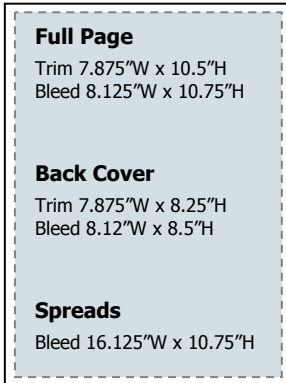 Full Page
Trim 7.875”W x 10.5”H
Bleed 8.125”W x 10.75”H
Back Cover
Trim 7.875”W x 8.25”H
Bleed 8.12”W x 8.5”H
Spreads
Bleed 16.125”W x 10.75”H